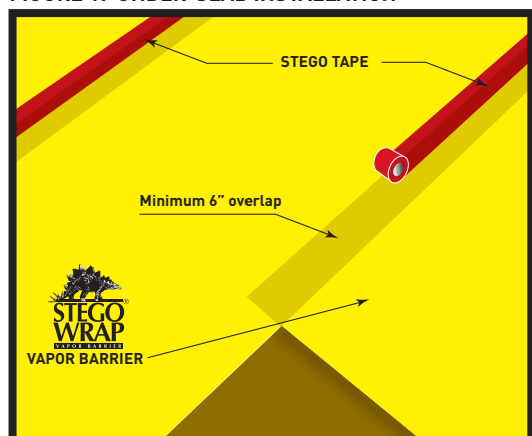 FIGURE 1: UNDER-SLAB INSTALLATION
STEGO TAPE
Minimum 6” overlap
STEGO®
WRAP
VAPOR BARRIER
VAPOR BARRIER